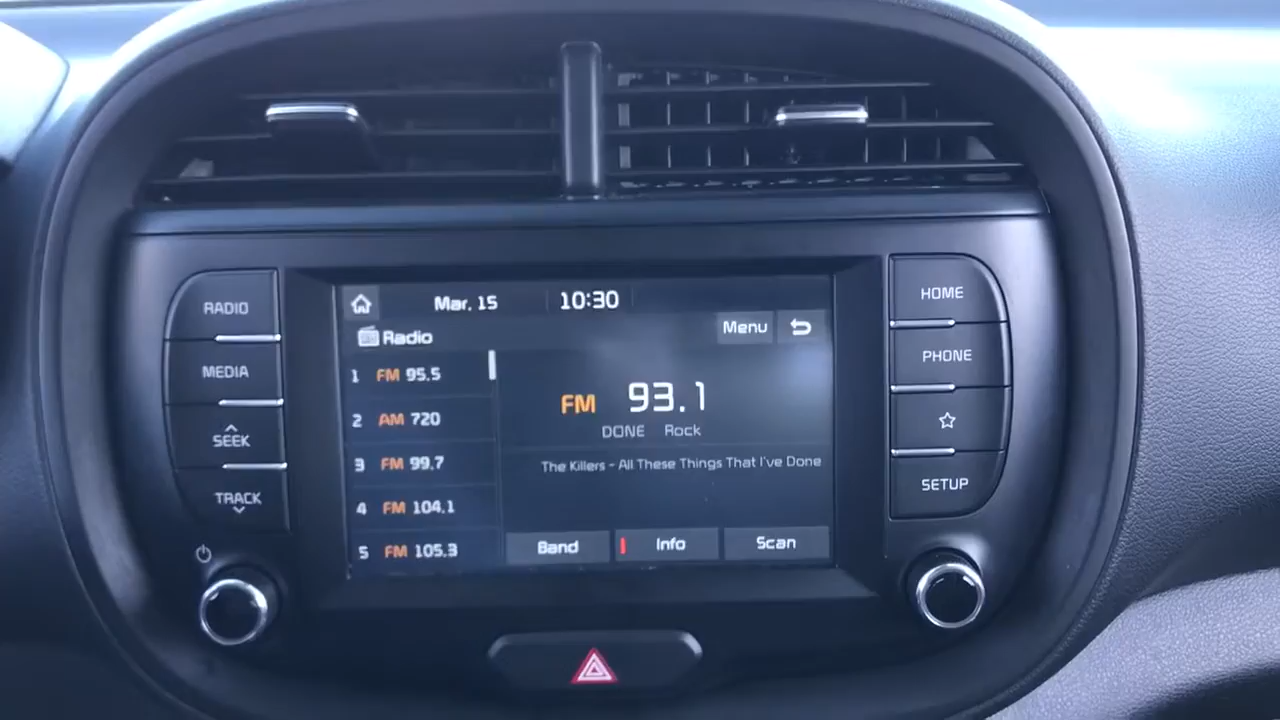 Mar. 15 10:30
Radio Menu
1 FM 95.5
2 AM 720
3 FM 99.7
4 FM 104.1
5 FM 105.3
FM 93.1
DONE Rock
The Killers - All These Things That I've Done
Band Info Scan
RADIO
MEDIA
SEEK
TRACK
HOME
PHONE
SETUP